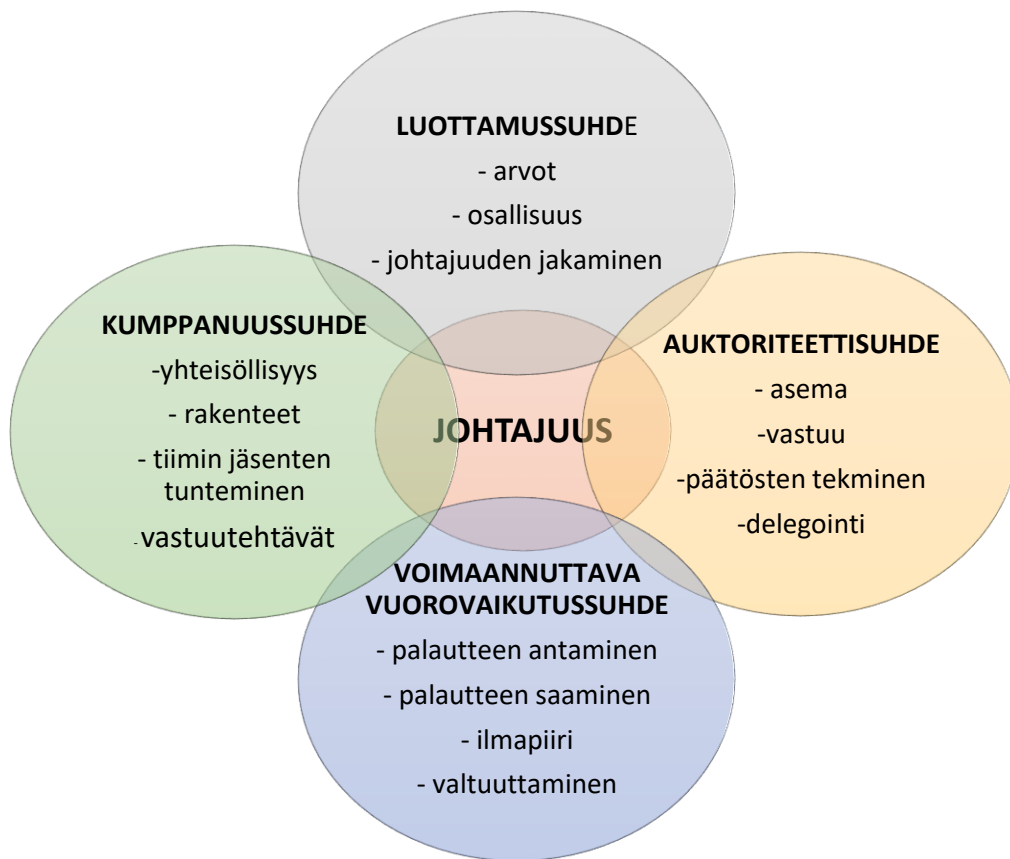 LUOTTAMUSSUHDE
- arvot
- osallisuus
- johtajuuden jakaminen
KUMPPANUUSSUHDE
-yhteisöllisyys
- rakenteet
- tiimin jäsenten
tunteminen
-vastuutehtävät
JOHTAJUUS
AUKTORITEETTISUHDE
- asema
-vastuu
-päätösten tekminen
-delegointi
VOIMAANNUTTAVA
VUOROVAIKUTUSSUHDE
- palautteen antaminen
- palautteen saaminen
- ilmapiiri
- valtuuttaminen